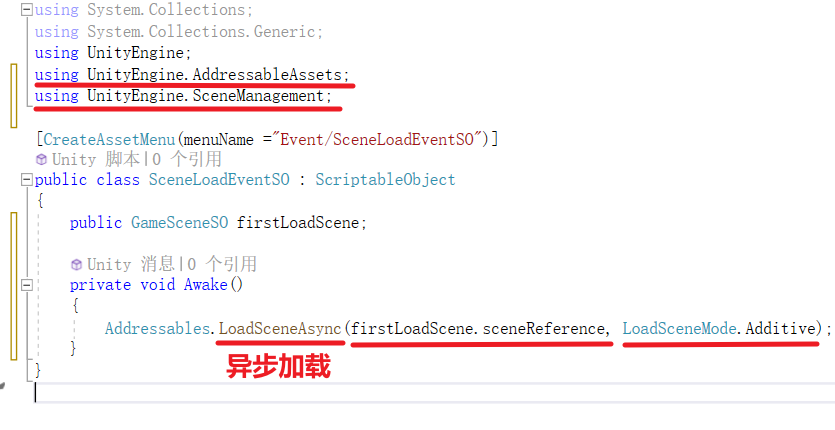 using System.Collections;
using System.Collections.Generic;
using UnityEngine;
using UnityEngine.AddressableAssets;
using UnityEngine.SceneManagement;
[CreateAssetMenu(menuName ="Event/SceneLoadEventSO")]
Unity 脚本|0 个引用
public class SceneLoadEventSO : ScriptableObject
{
public GameSceneSO firstLoadScene;
Unity 消息|0 个引用
private void Awake()
{
Addressables.LoadSceneAsync(firstLoadScene.sceneReference, LoadSceneMode.Additive);
}
异步加载
}